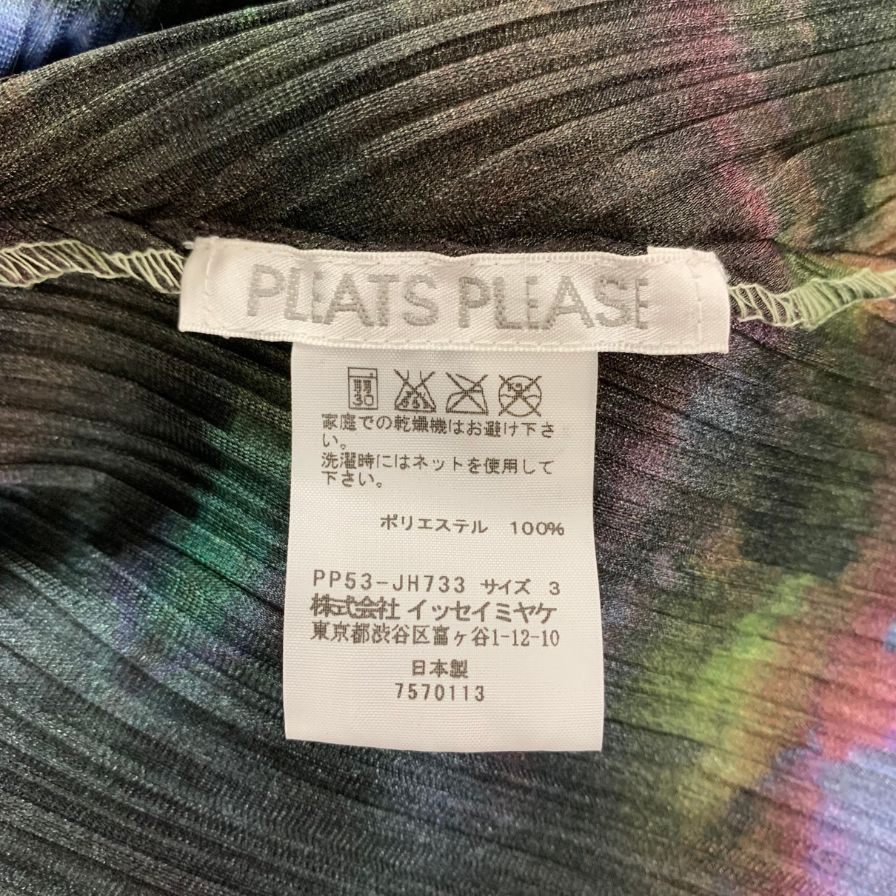 PLEATS PLEASE
弱 30
家庭での乾燥機はお避け下さ
い。
洗濯時にはネットを使用して
下さい。
ポリエステル 100%
PP53-JH733 サイズ 3
株式会社 イッセイミヤケ
東京都渋谷区富ヶ谷1-12-10
日本製
7570113